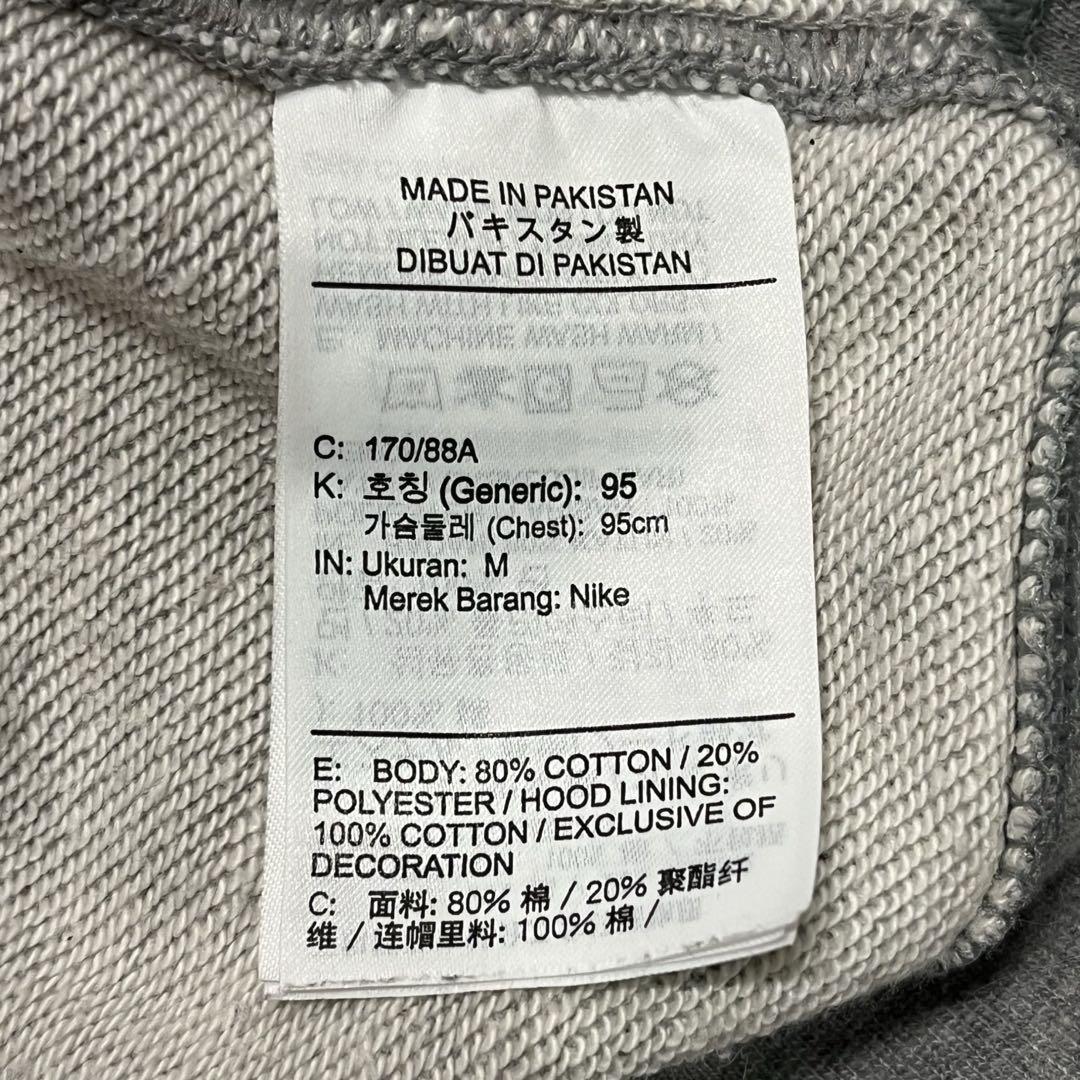 MADE IN PAKISTAN
パキスタン製
DIBUAT DI PAKISTAN
C: 170/88A
K: 호칭 (Generic): 95
가슴둘레 (Chest): 95cm
IN: Ukuran: M
Merek Barang: Nike
E: BODY: 80% COTTON / 20%
POLYESTER / HOOD LINING:
100% COTTON / EXCLUSIVE OF
DECORATION
C: 面料: 80% 棉 / 20% 聚酯纤
维 / 连帽里料: 100% 棉 /